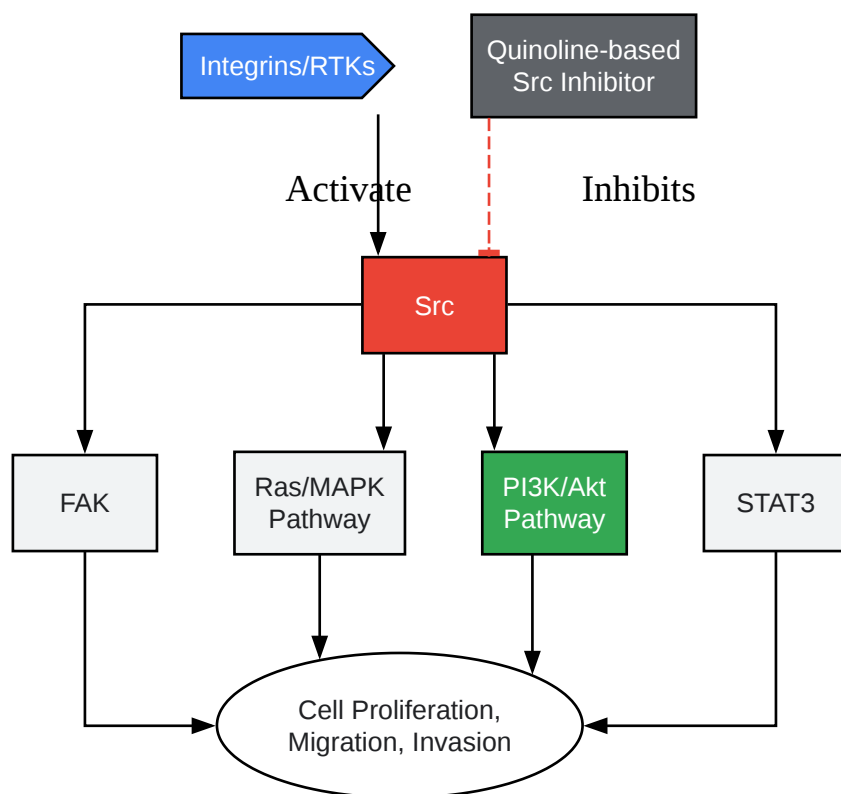 Integrins/RTKs
Quinoline-based
Src Inhibitor
Activate
Inhibits
Src
FAK
Ras/MAPK
Pathway
PI3K/Akt
Pathway
STAT3
Cell Proliferation,
Migration, Invasion